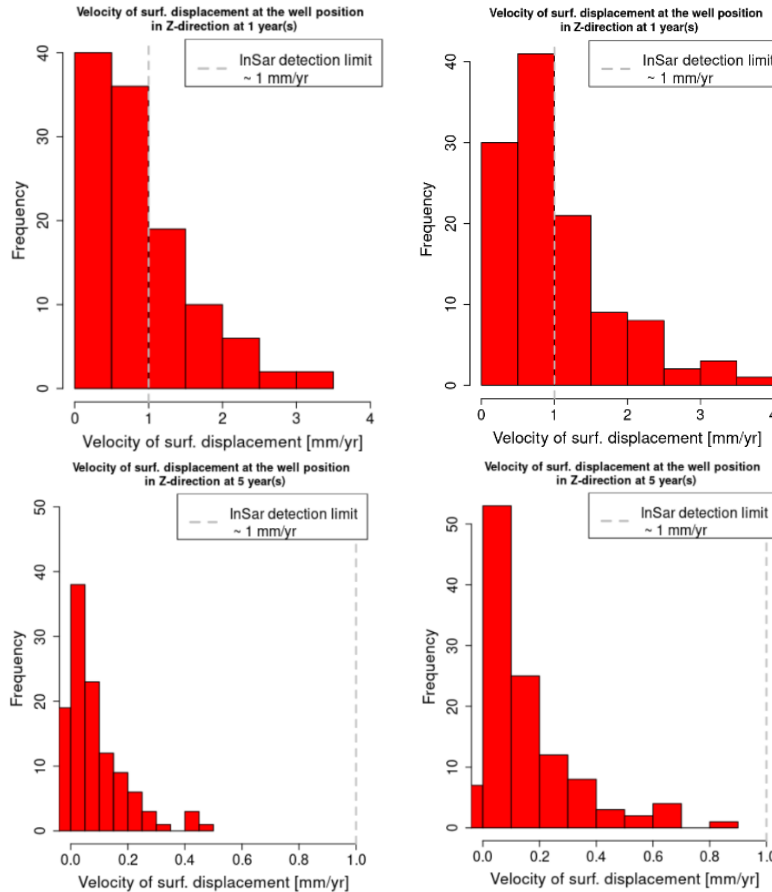 Velocity of surf. displacement at the well position
in Z-direction at 1 year(s)
InSar detection limit
~ 1 mm/yr
Frequency
40
30
20
10
0
0 1 2 3 4
Velocity of surf. displacement [mm/yr]
Velocity of surf. displacement at the well position
in Z-direction at 1 year(s)
InSar detection limit
~ 1 mm/yr
Frequency
40
30
20
10
0
0 1 2 3 4
Velocity of surf. displacement [mm/yr]
Velocity of surf. displacement at the well position
in Z-direction at 5 year(s)
InSar detection limit
~ 1 mm/yr
Frequency
50
40
30
20
10
0
0.0 0.2 0.4 0.6 0.8 1.0
Velocity of surf. displacement [mm/yr]
Velocity of surf. displacement at the well position
in Z-direction at 5 year(s)
InSar detection limit
~ 1 mm/yr
Frequency
50
40
30
20
10
0
0.0 0.2 0.4 0.6 0.8 1.0
Velocity of surf. displacement [mm/yr]